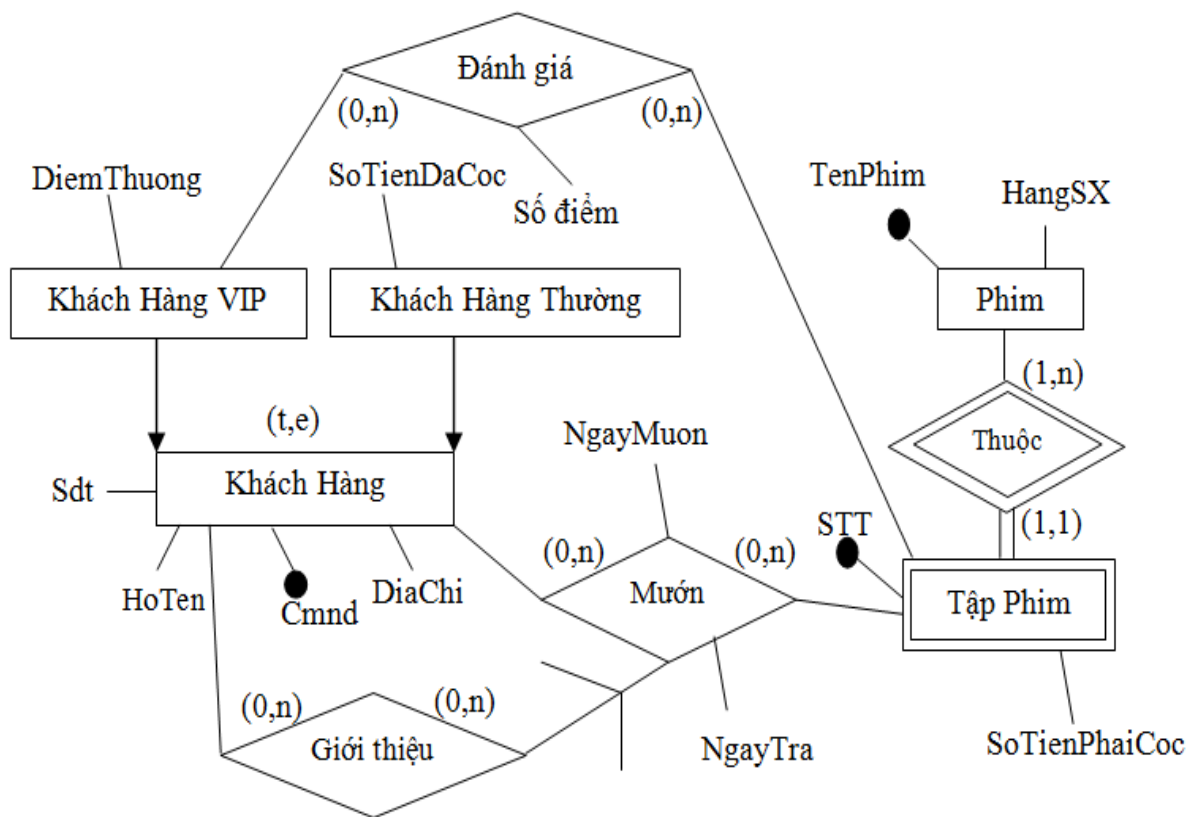 Đánh giá
(0,n)
(0,n)
DiemThuong
SoTienDaCoc
Số điểm
TenPhim
HangSX
Khách Hàng VIP
Khách Hàng Thường
Phim
(1,n)
(t,e)
NgayMuon
Thuộc
Sdt
Khách Hàng
(0,n)
(0,n)
STT
(1,1)
HoTen
Cmnd
DiaChi
Mướn
Tập Phim
(0,n)
(0,n)
Giới thiệu
NgayTra
SoTienPhaiCoc